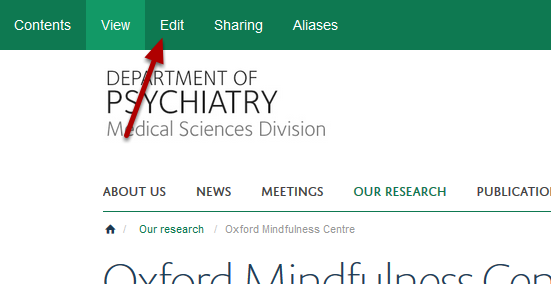 Contents View Edit Sharing Aliases
DEPARTMENT OF
PSYCHIATRY
Medical Sciences Division
ABOUT US NEWS MEETINGS OUR RESEARCH PUBLICATIO
/ Our research / Oxford Mindfulness Centre
Oxford Mindfulness Cen